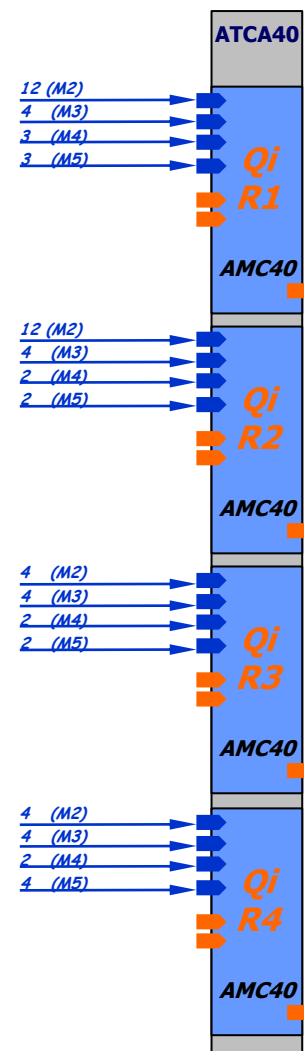 ATCA40
12 (M2)
4 (M3)
3 (M4)
3 (M5)
Qi
R1
AMC40
12 (M2)
4 (M3)
2 (M4)
2 (M5)
Qi
R2
AMC40
4 (M2)
4 (M3)
2 (M4)
2 (M5)
Qi
R3
AMC40
4 (M2)
4 (M3)
2 (M4)
4 (M5)
Qi
R4
AMC40